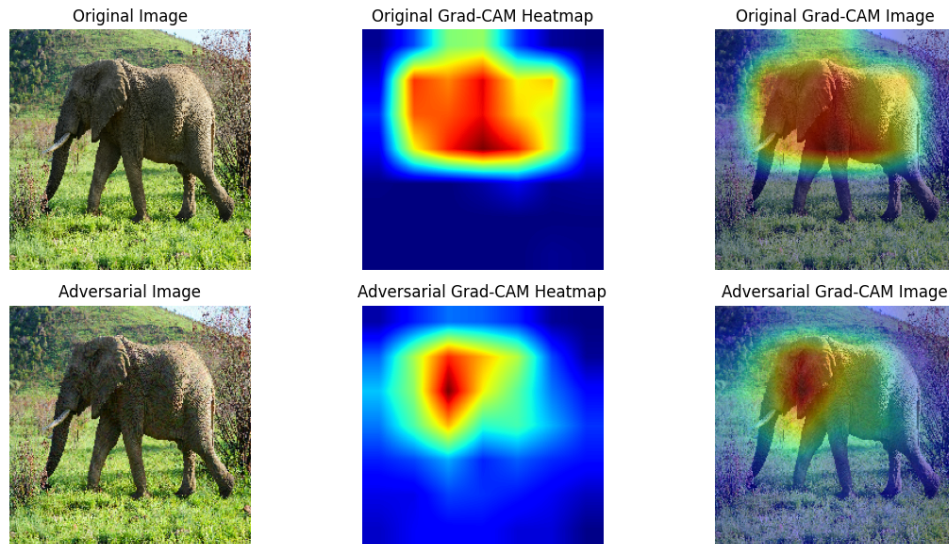 Original Image
Original Grad-CAM Heatmap
Original Grad-CAM Image
Adversarial Image
Adversarial Grad-CAM Heatmap
Adversarial Grad-CAM Image